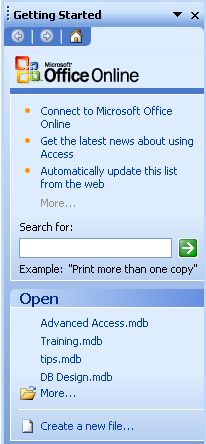 Getting Started
Microsoft
Office Online
Connect to Microsoft Office
Online
Get the latest news about using
Access
Automatically update this list
from the web
More...
Search for:
Example: "Print more than one copy"
Open
Advanced Access.mdb
Training.mdb
tips.mdb
DB Design.mdb
More...
Create a new file...